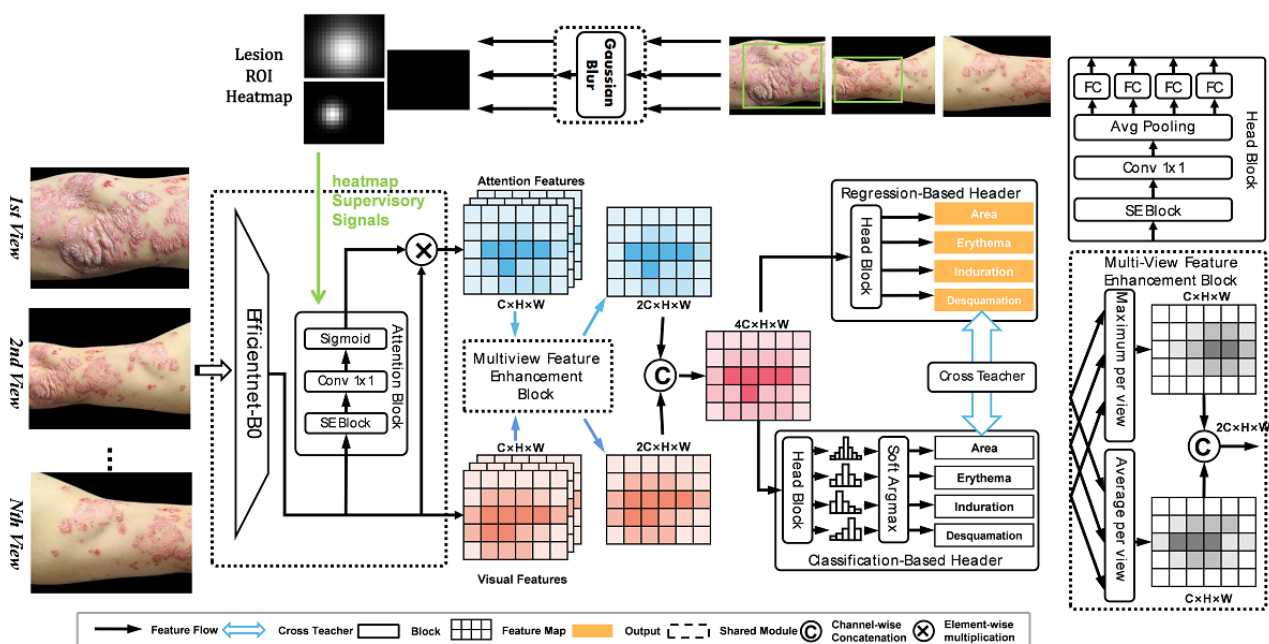 Lesion
ROI
Heatmap
Gaussian
Blur
FC FC FC FC
Avg Pooling
Conv 1x1
SEBlock
Head Block
1st View
2nd View
Nth View
heatmap
Supervisory
Signals
Efficientnet-B0
Sigmoid
Conv 1x1
SEBlock
Attention Block
Attention Features
C×H×W
2C×H×W
Multiview Feature
Enhancement
Block
C×H×W
2C×H×W
Visual Features
C
4C×H×W
Regression-Based Header
Head Block
Area
Erythema
Induration
Desquamation
Cross Teacher
Head Block
Soft Argmax
Area
Erythema
Induration
Desquamation
Classification-Based Header
Multi-View Feature
Enhancement Block
C×H×W
Maximum per view
Average per view
C
2C×H×W
C×H×W
Feature Flow
Cross Teacher
Block
Feature Map
Output
Shared Module
C
Channel-wise
Concatenation
Element-wise
multiplication